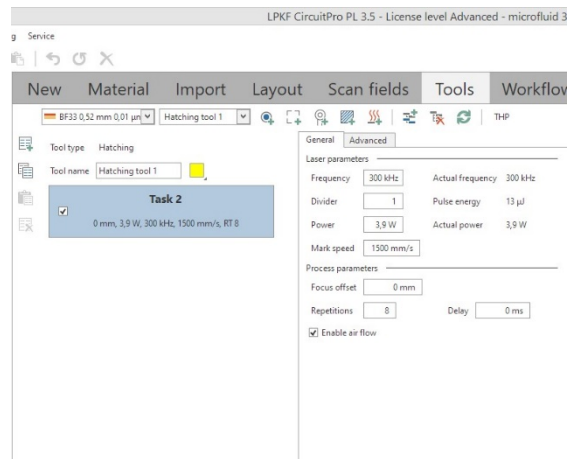 LPKF CircuitPro PL 3.5 - License level Advanced - microfluid 3
g Service
New Material Import Layout Scan fields Tools Workflow
BF33 0,52 mm 0,01 µm Hatching tool 1 THP
Tool type Hatching
Tool name Hatching tool 1
Task 2
0 mm, 3,9 W, 300 kHz, 1500 mm/s, RT 8
General Advanced
Laser parameters
Frequency 300 kHz Actual frequency 300 kHz
Divider 1 Pulse energy 13 µJ
Power 3,9 W Actual power 3,9 W
Mark speed 1500 mm/s
Process parameters
Focus offset 0 mm
Repetitions 8 Delay 0 ms
Enable air flow